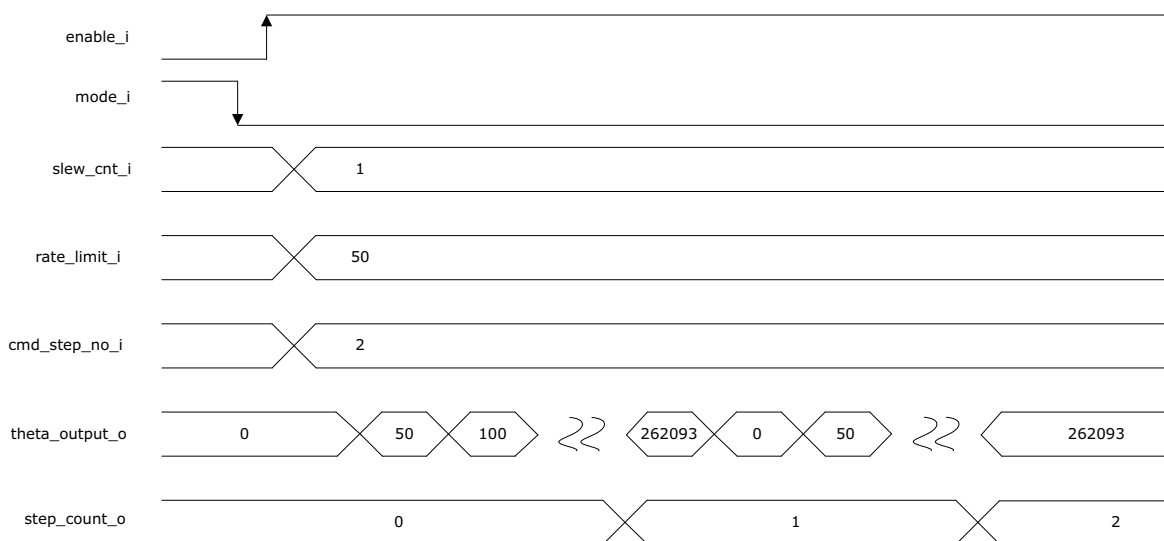 enable_i
mode_i
slew_cnt_i 1
rate_limit_i 50
cmd_step_no_i 2
theta_output_o 0 50 100 262093 0 50 262093
step_count_o 0 1 2